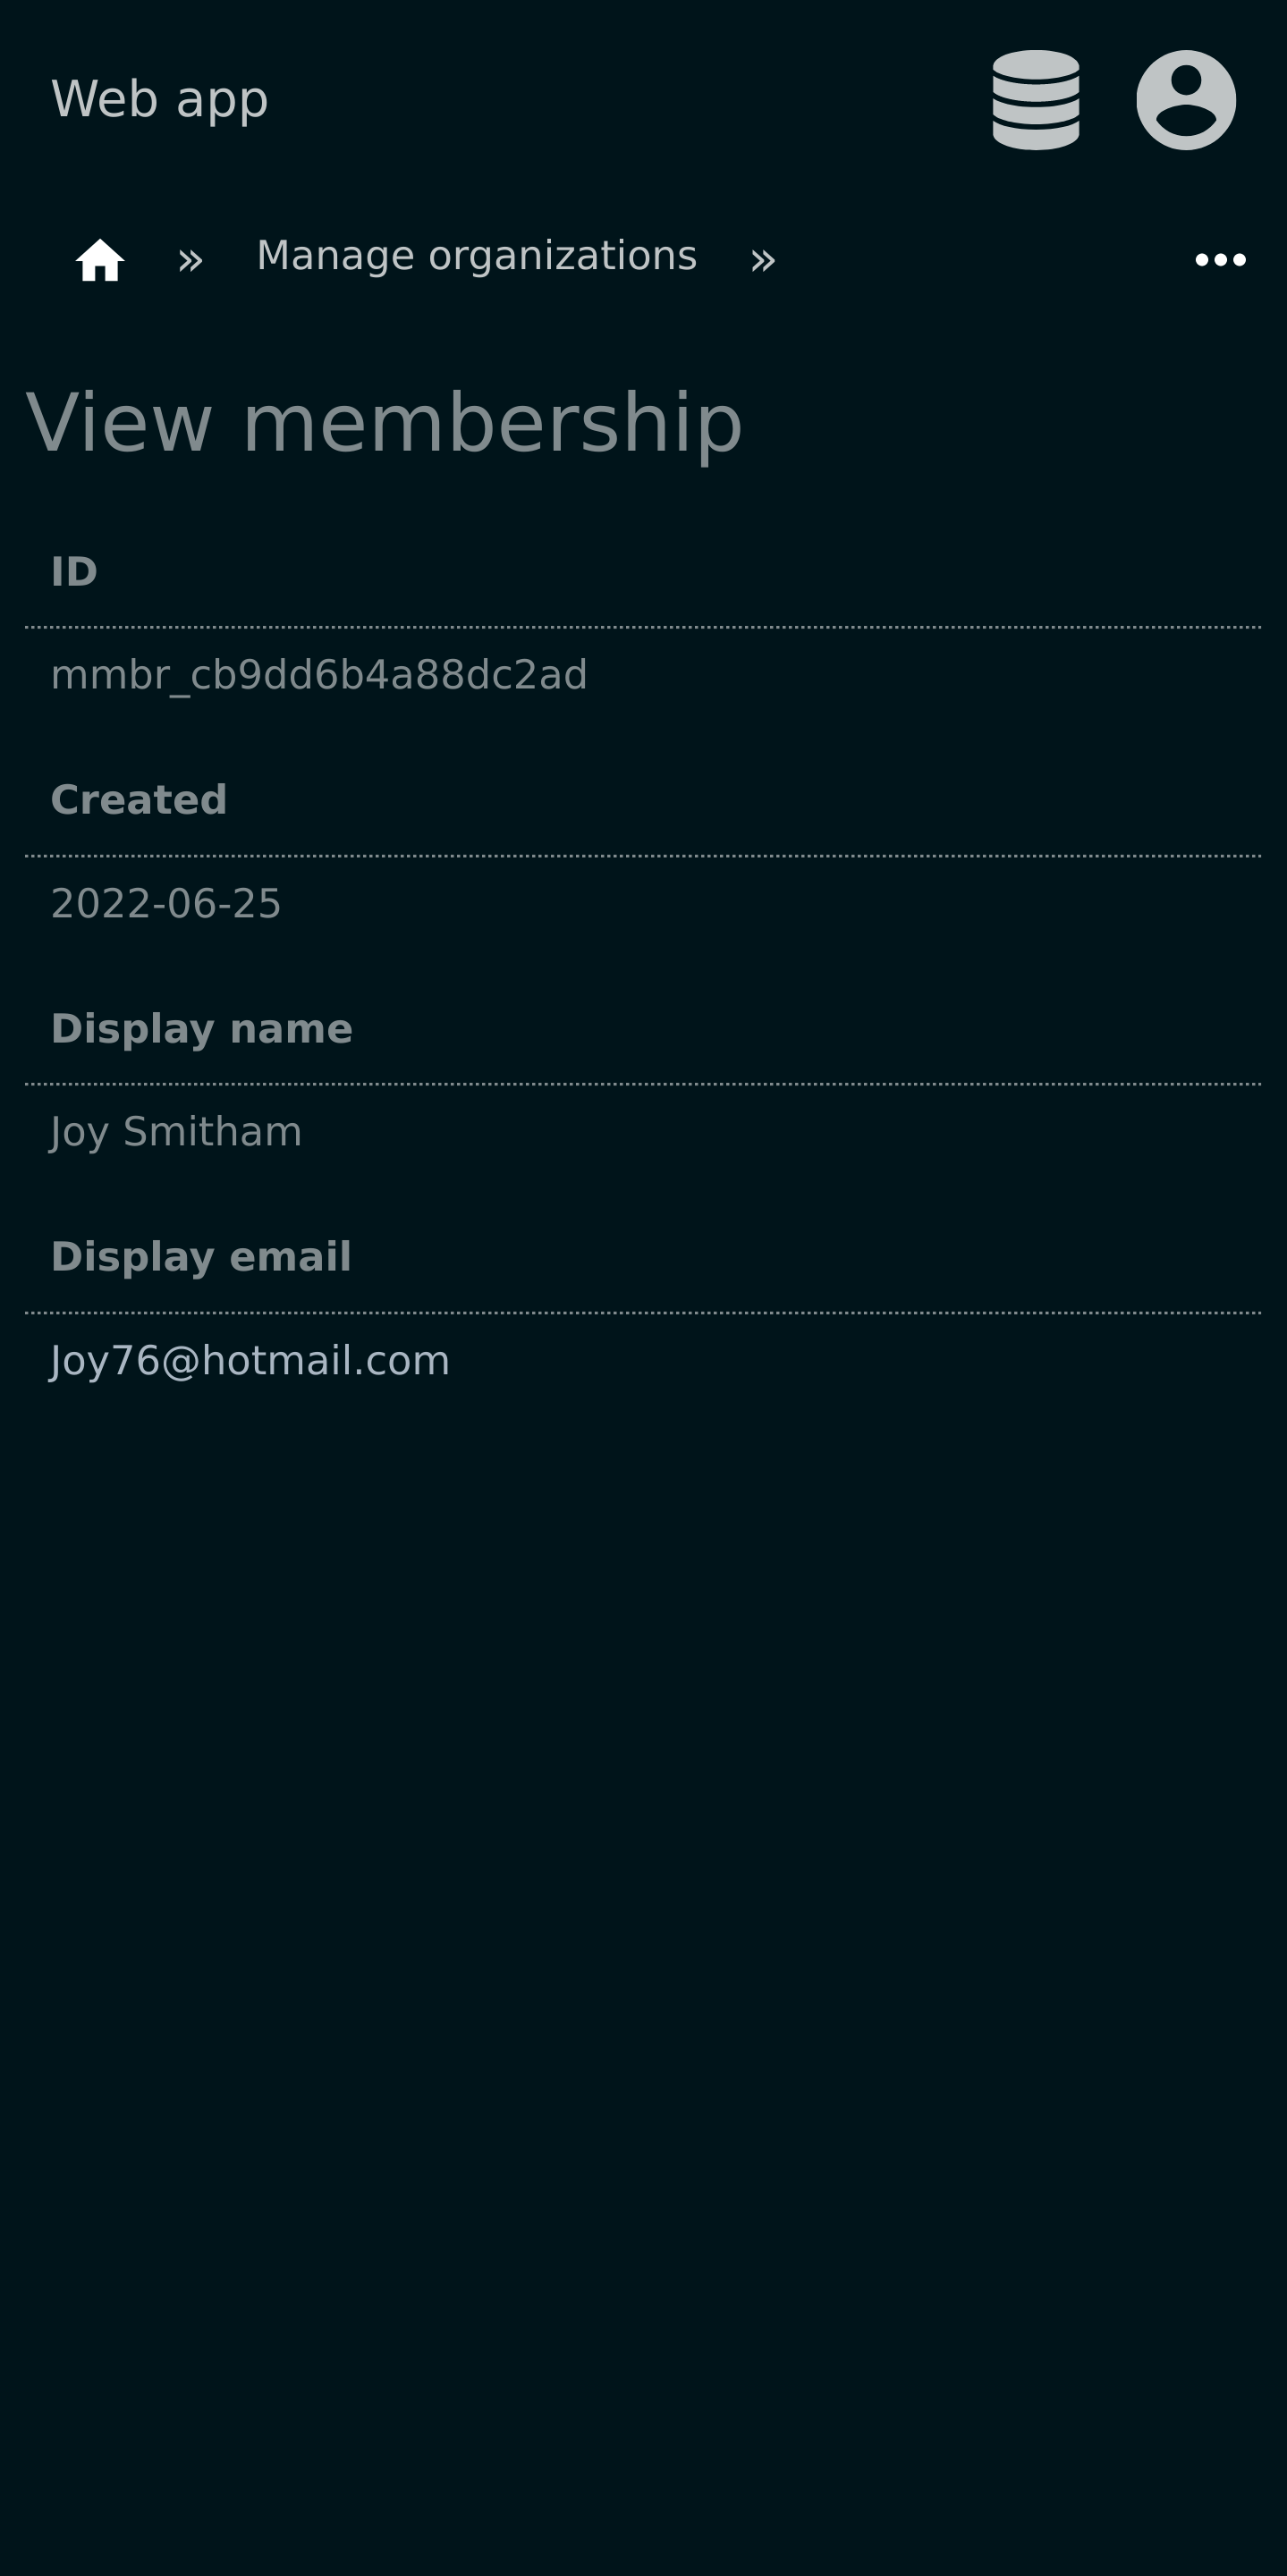 Web app
» Manage organizations »
View membership
ID
mmbr_cb9dd6b4a88dc2ad
Created
2022-06-25
Display name
Joy Smitham
Display email
Joy76@hotmail.com